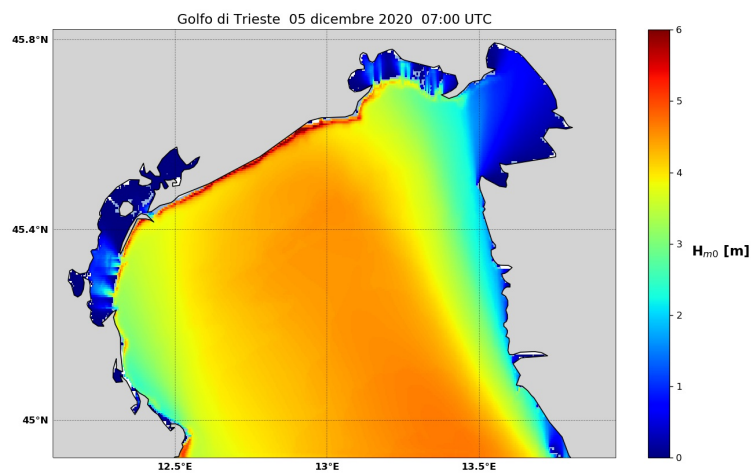 Golfo di Trieste 05 dicembre 2020 07:00 UTC
45.8°N
45.4°N
45°N
12.5°E
13°E
13.5°E
6
5
4
3
2
1
0
H_{m0} [m]